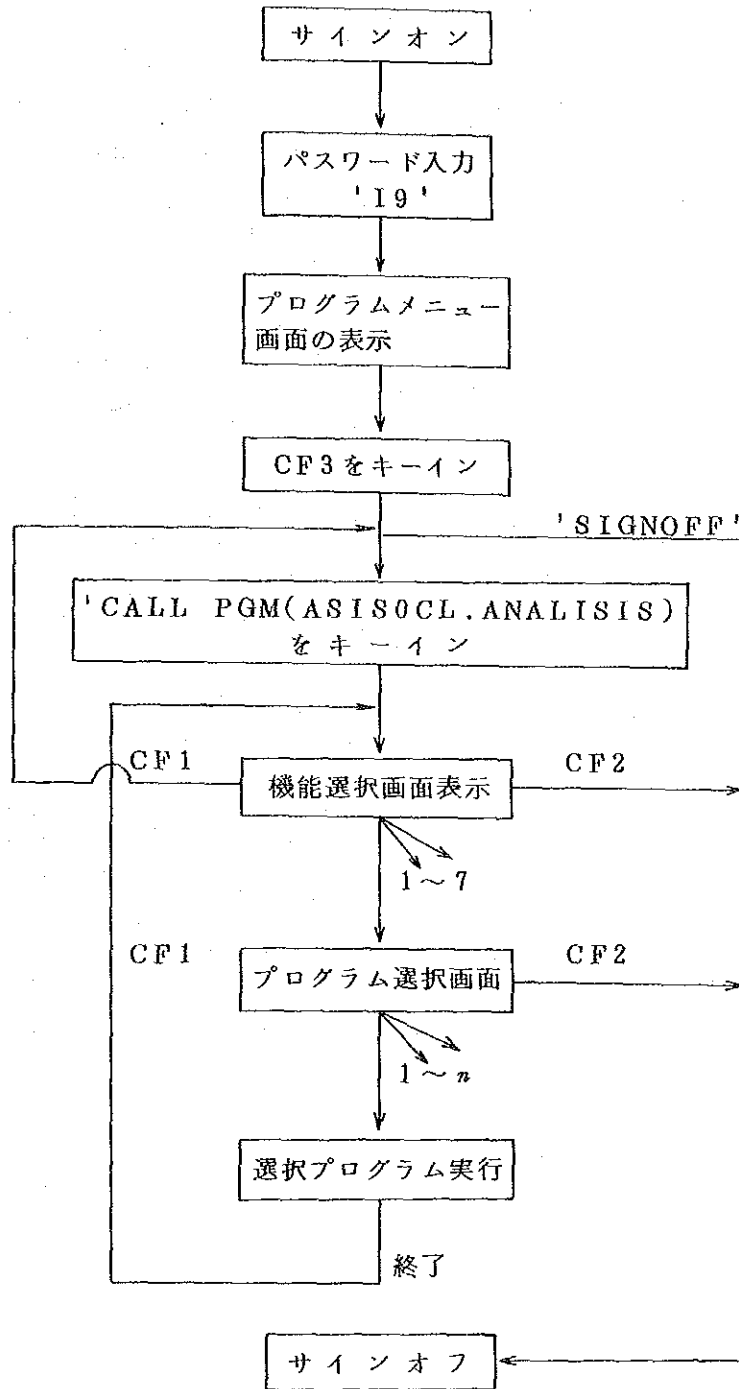 サインオン
パスワード入力
'I9'
プログラムメニュー
画面の表示
CF3をキーイン
'SIGNOFF'
'CALL PGM(ASIS0CL.ANALISIS)
をキーイン
CF1
機能選択画面表示
CF2
1～7
CF1
プログラム選択画面
CF2
1～n
選択プログラム実行
終了
サインオフ